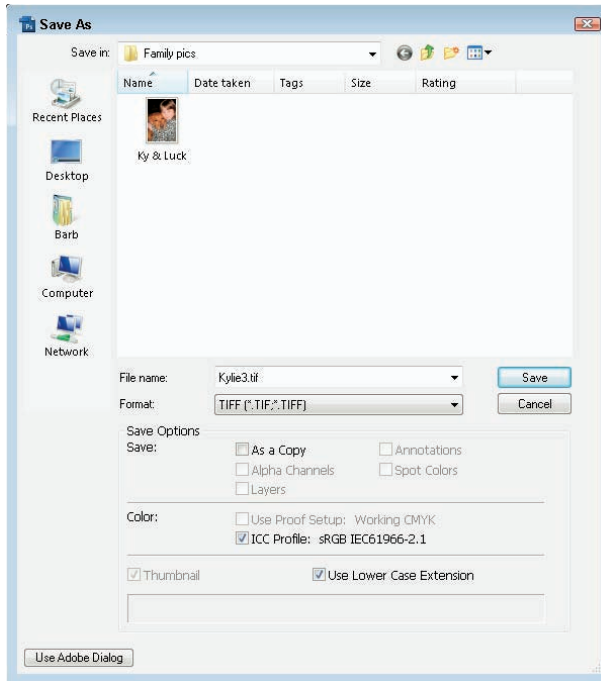 Ps Save As
Save in: Family pics
Name Date taken Tags Size Rating
Recent Places
Ky & Luck
Desktop
Barb
Computer
Network
File name: Kylie3.tif Save
Format: TIFF (*.TIF;*.TIFF) Cancel
Save Options
Save: As a Copy Annotations
Alpha Channels Spot Colors
Layers
Color: Use Proof Setup: Working CMYK
ICC Profile: sRGB IEC61966-2.1
Thumbnail Use Lower Case Extension
Use Adobe Dialog